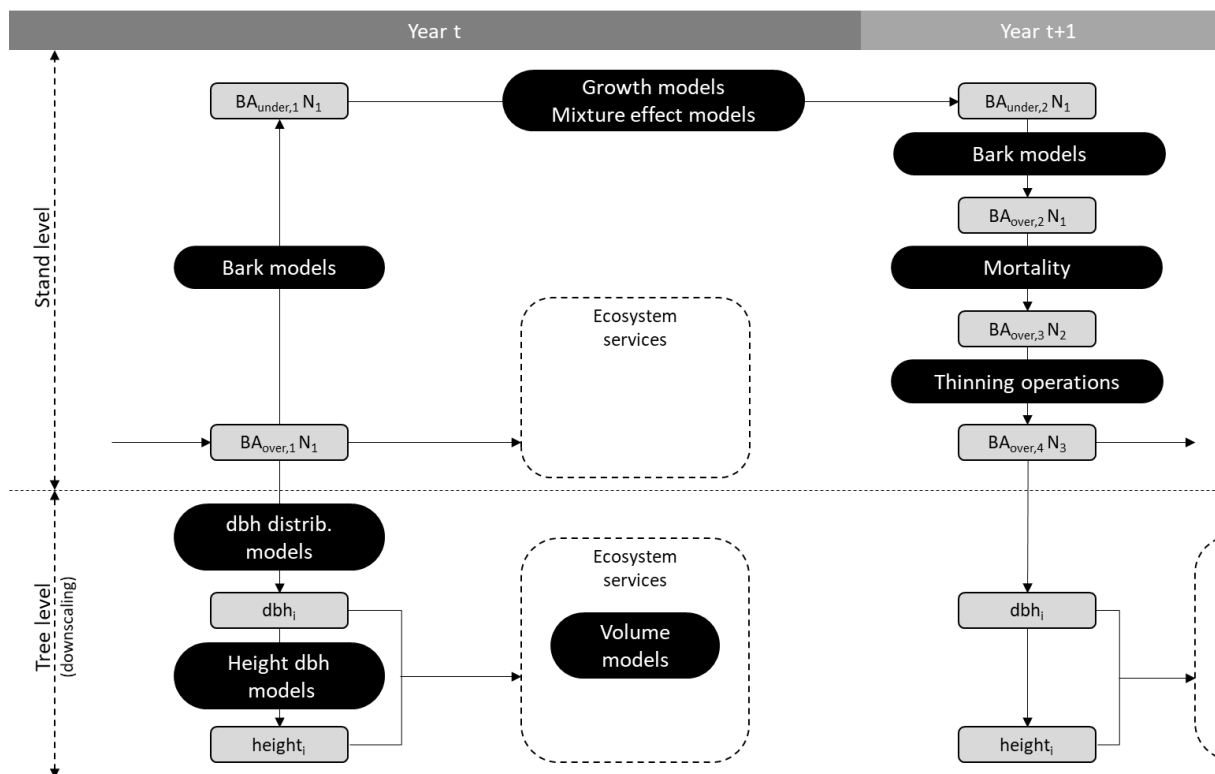 Year t
Year t+1
Stand level
BAunder,1 N1
Growth models
Mixture effect models
BAunder,2 N1
Bark models
BAover,2 N1
Bark models
Mortality
Ecosystem
services
BAover,3 N2
Thinning operations
BAover,1 N1
BAover,4 N3
Tree level
(downscaling)
dbh distrib.
models
Ecosystem
services
dbhi
Volume
models
dbhi
Height dbh
models
heighti
heighti